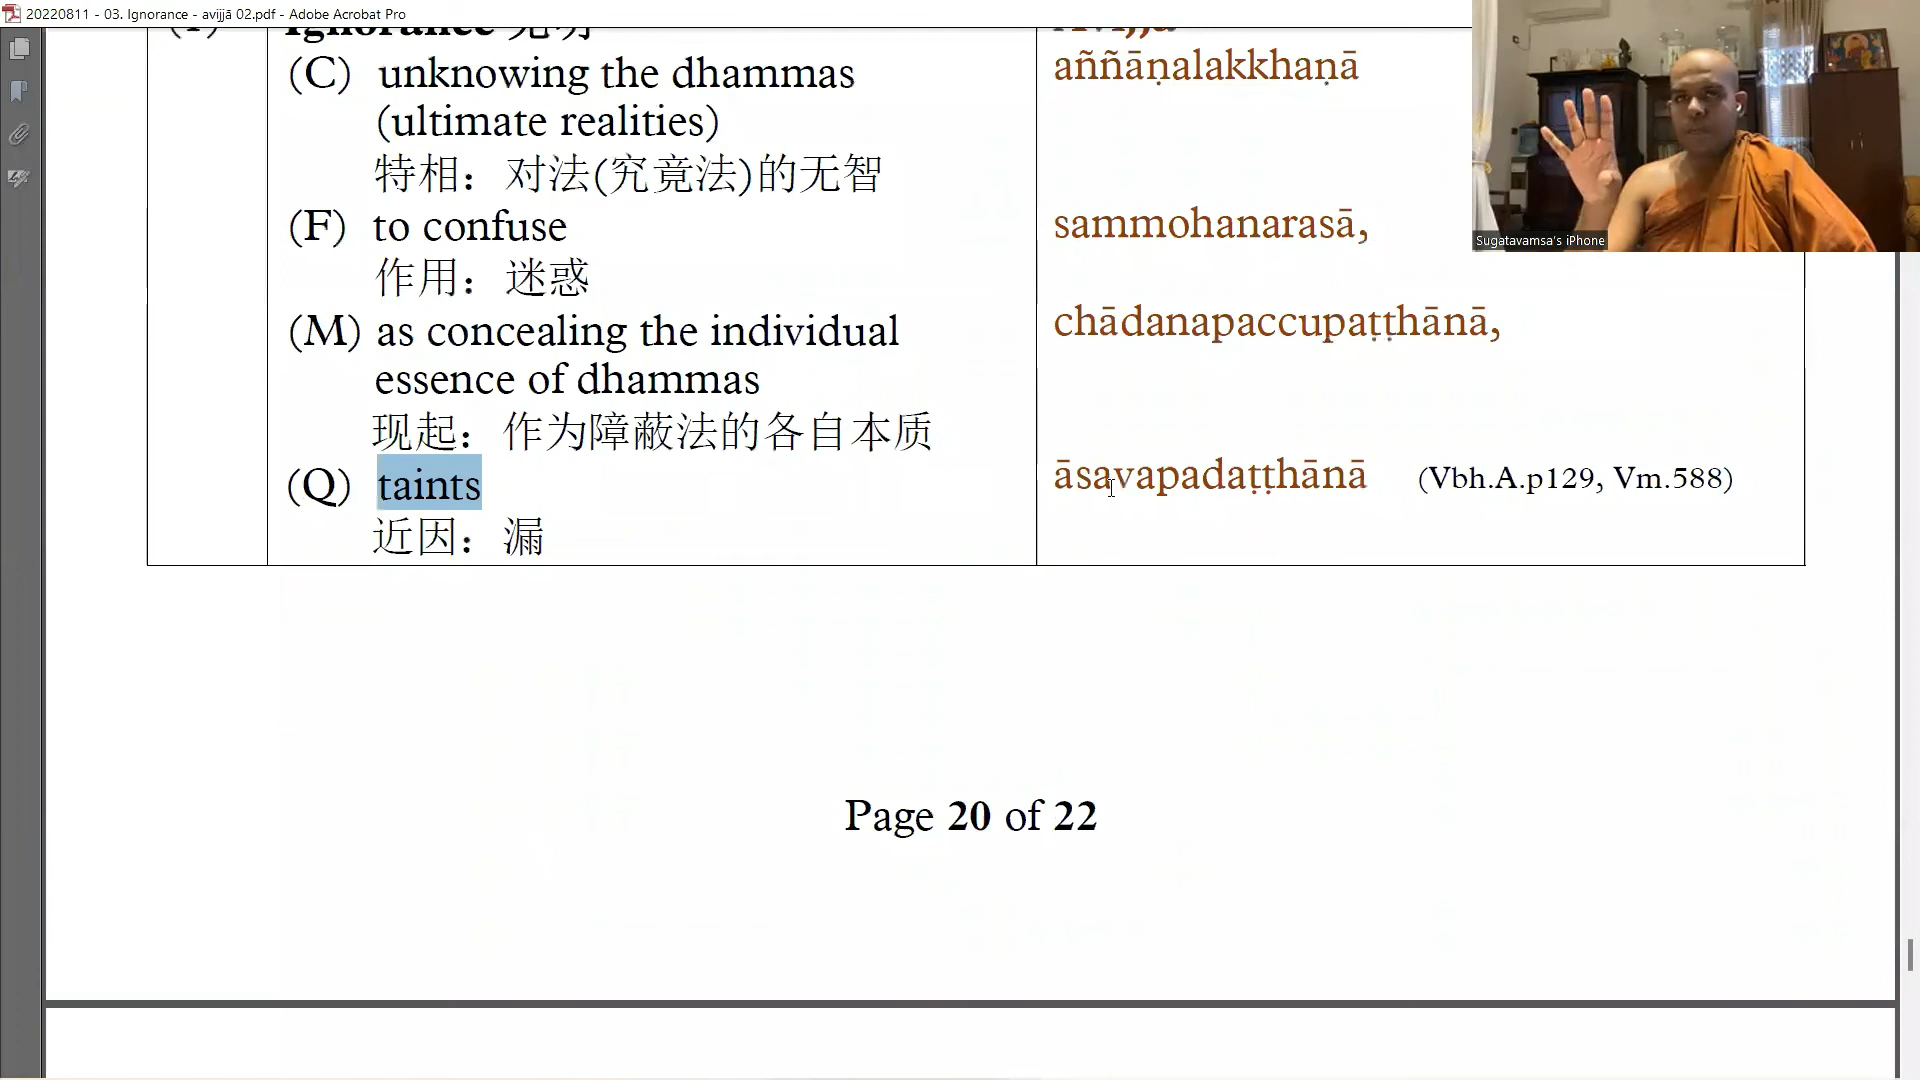 20220811 - 03. Ignorance - avijjā 02.pdf - Adobe Acrobat Pro
(C) unknowing the dhammas
(ultimate realities)
特相：对法(究竟法)的无智
(F) to confuse
作用：迷惑
(M) as concealing the individual
essence of dhammas
现起：作为障蔽法的各自本质
(Q) taints
近因：漏
aññāṇalakkhaṇā
sammohanarasā,
chādanapaccupaṭṭhānā,
āsavapadaṭṭhānā (Vbh.A.p129, Vm.588)
Sugatavamsa's iPhone
Page 20 of 22